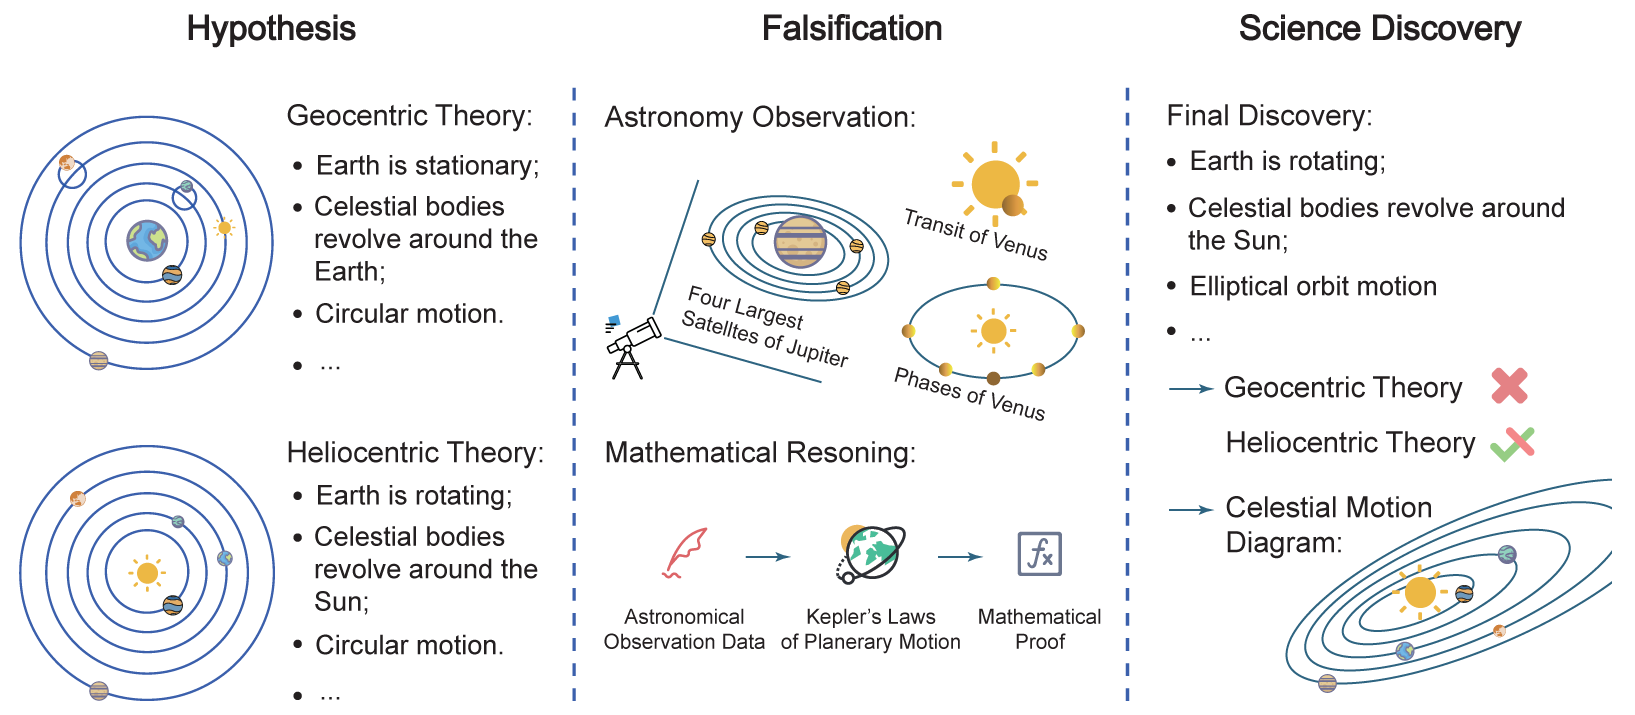 Hypothesis
Geocentric Theory:
• Earth is stationary;
• Celestial bodies
revolve around the
Earth;
• Circular motion.
• ...
Heliocentric Theory:
• Earth is rotating;
• Celestial bodies
revolve around the
Sun;
• Circular motion.
• ...
Falsification
Astronomy Observation:
Transit of Venus
Four Largest
Satelltes of Jupiter
Phases of Venus
Mathematical Resoning:
fx
Astronomical
Observation Data
Kepler's Laws
of Planerary Motion
Mathematical
Proof
Science Discovery
Final Discovery:
• Earth is rotating;
• Celestial bodies revolve around
the Sun;
• Elliptical orbit motion
• ...
Geocentric Theory
Heliocentric Theory
Celestial Motion
Diagram: